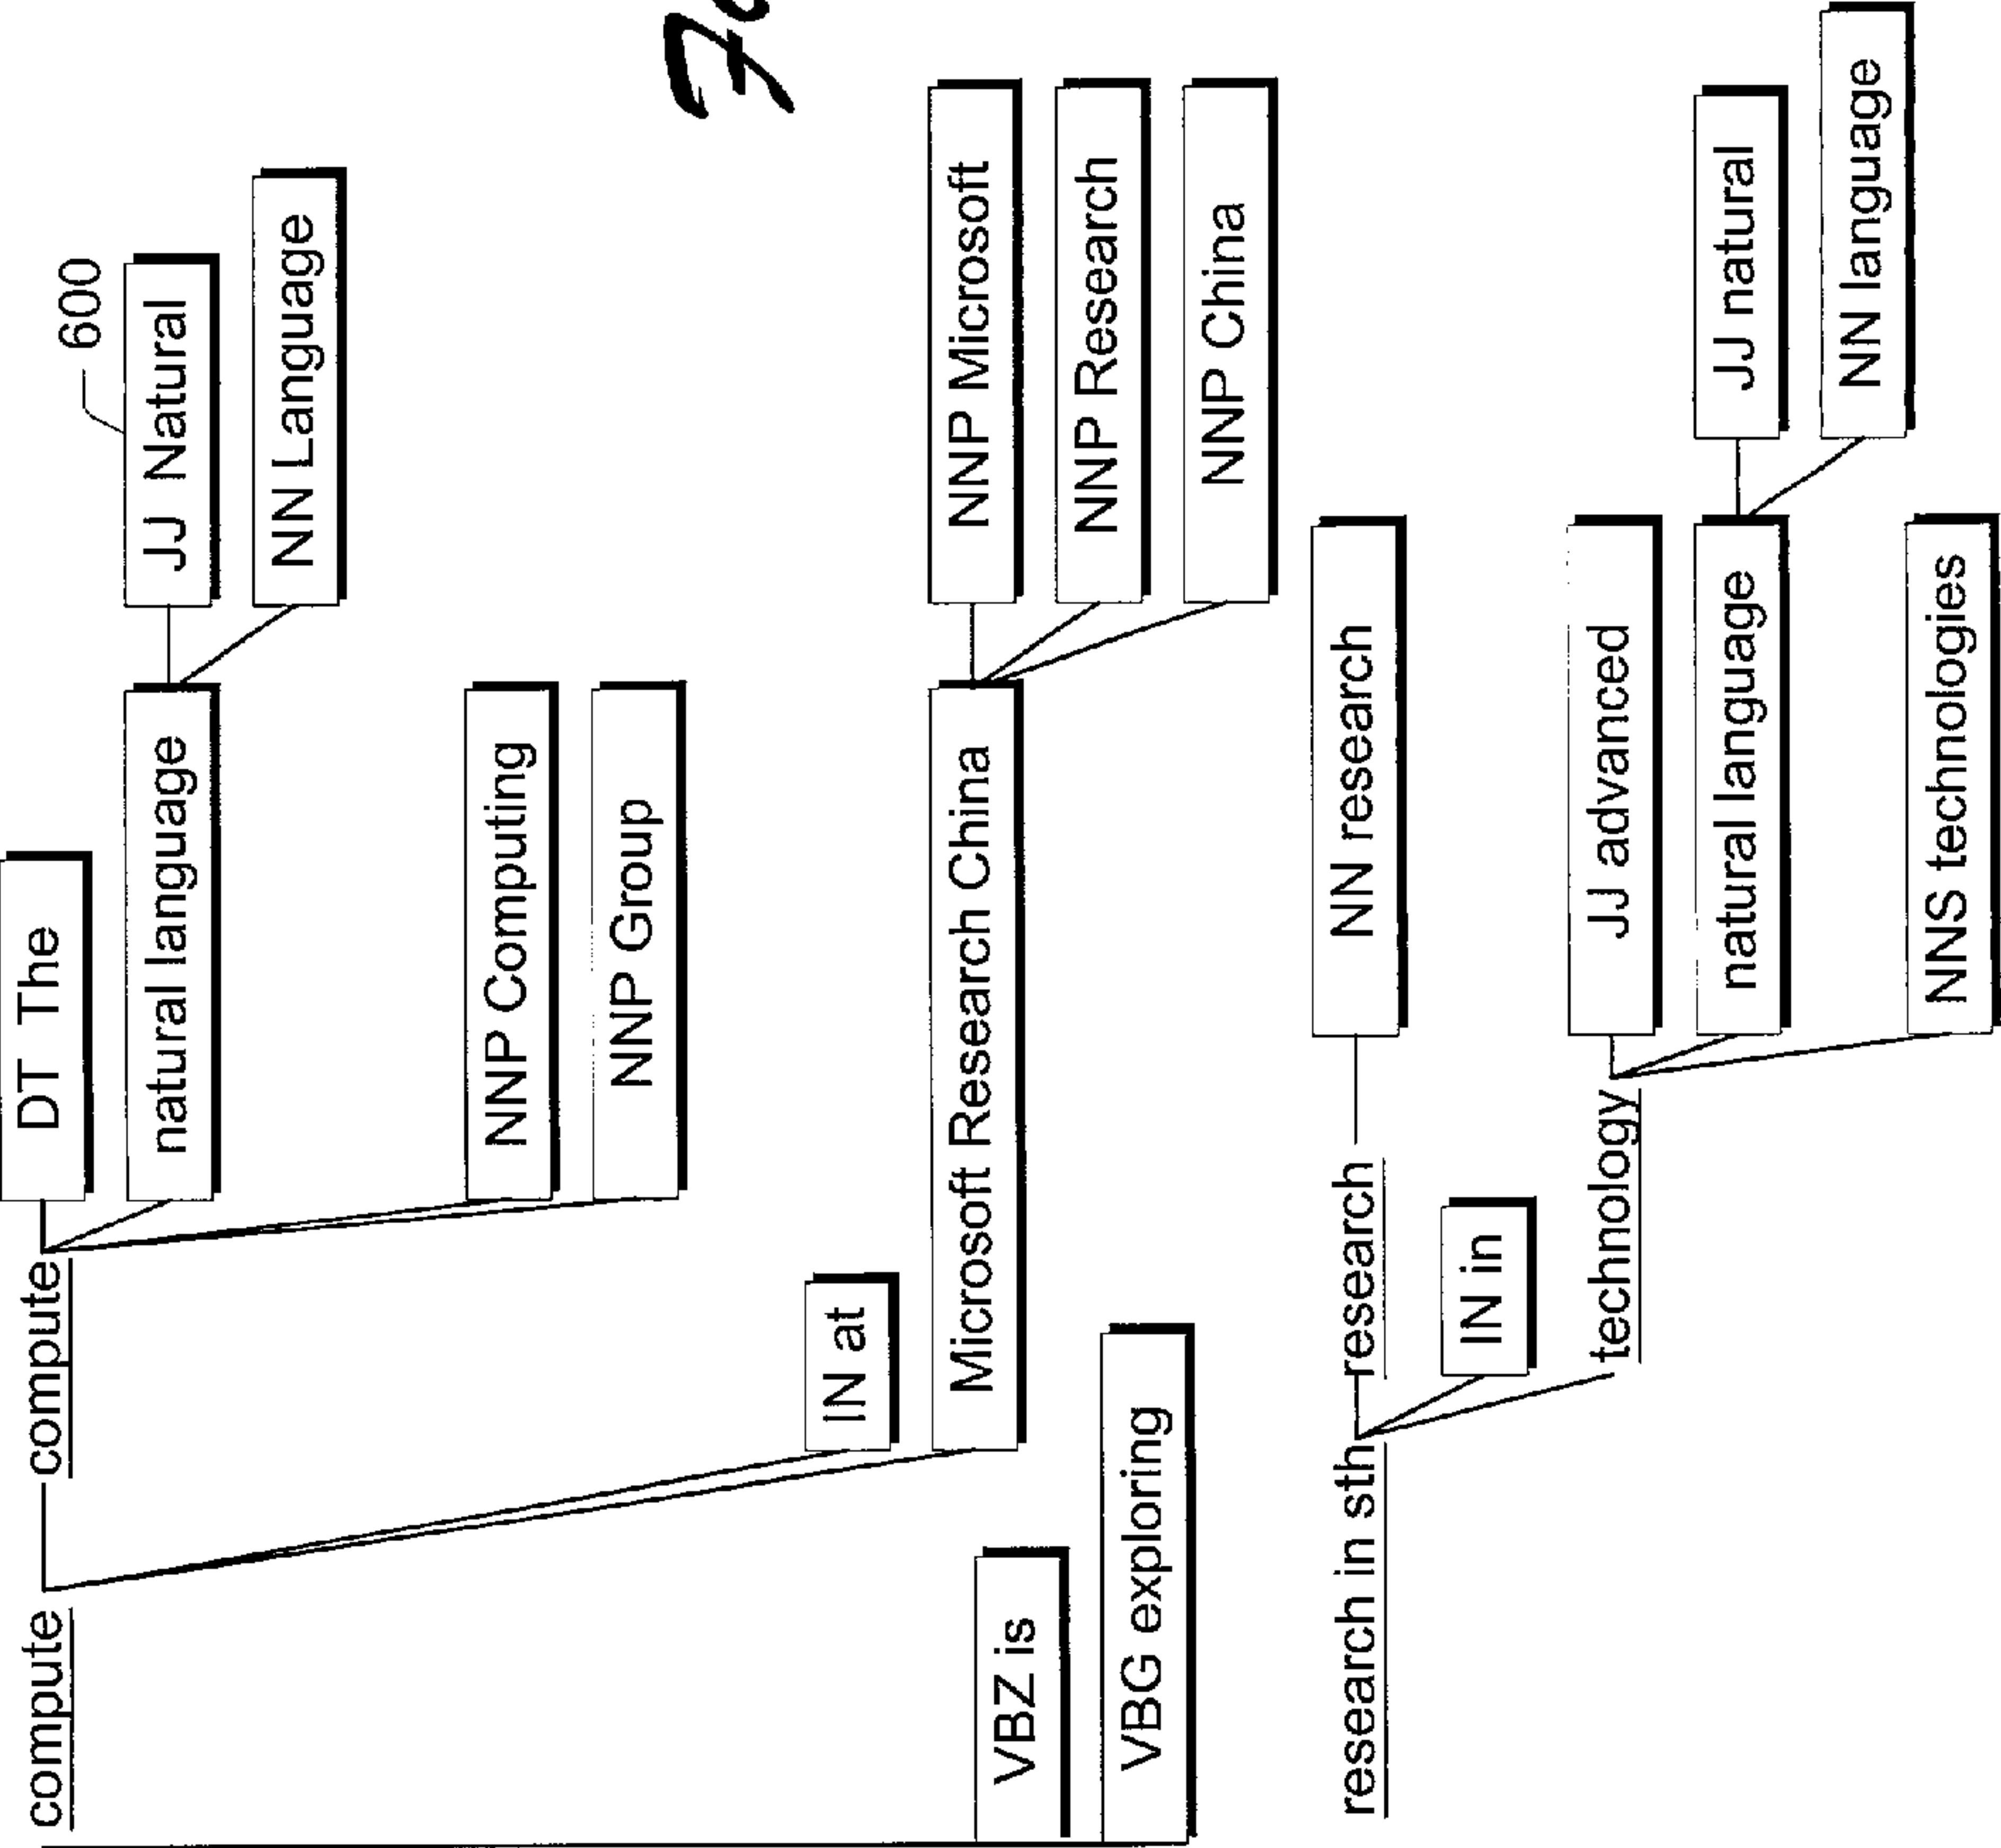 compute compute DT The
600
natural language JJ Natural
NN Language
NNP Computing
NNP Group
IN at
Microsoft Research China NNP Microsoft
VBZ is
NNP Research
VBG exploring
NNP China
research in sth research NN research
IN in
technology JJ advanced
natural language JJ natural
NN language
NNS technologies